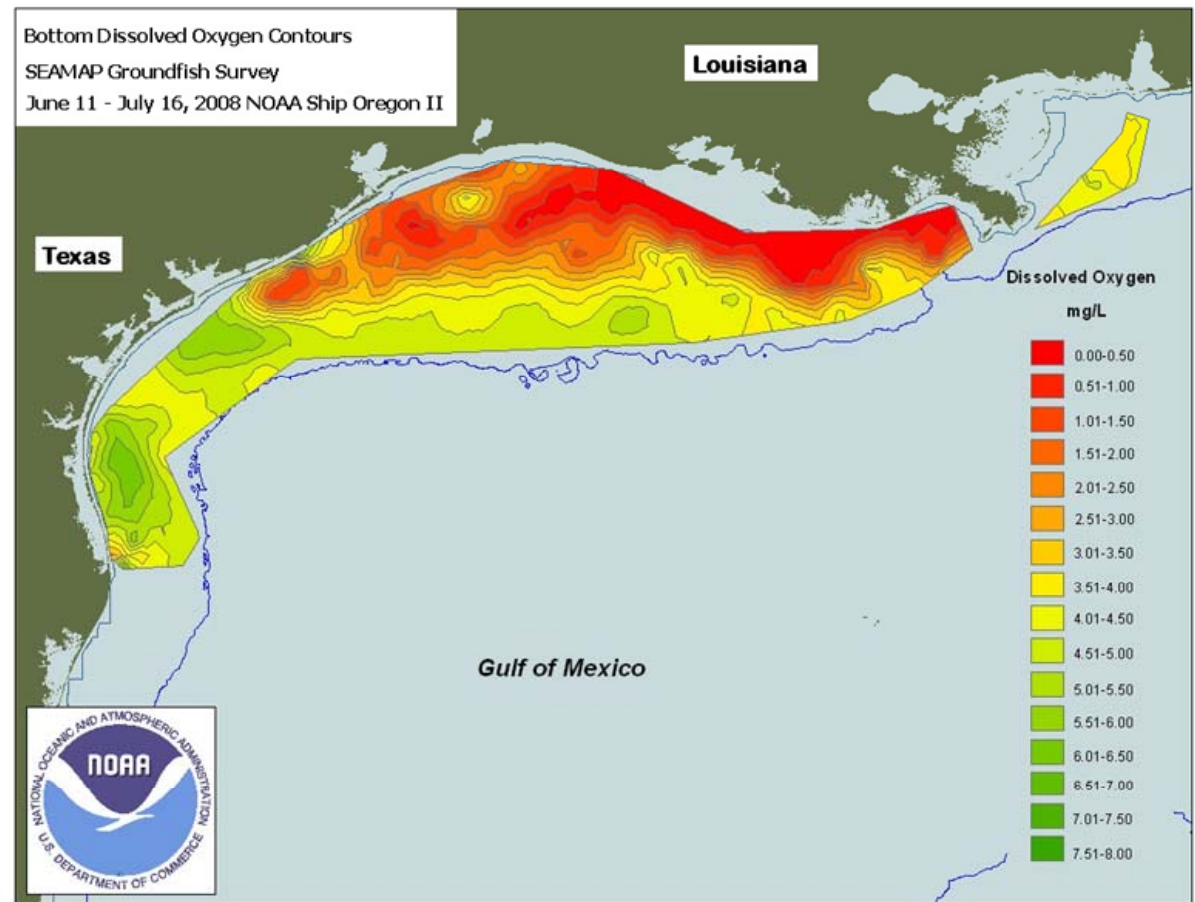 Bottom Dissolved Oxygen Contours
SEAMAP Groundfish Survey
June 11 - July 16, 2008 NOAA Ship Oregon II
Louisiana
Texas
Dissolved Oxygen
mg/L
0.00-0.50
0.51-1.00
1.01-1.50
1.51-2.00
2.01-2.50
2.51-3.00
3.01-3.50
3.51-4.00
4.01-4.50
4.51-5.00
5.01-5.50
5.51-6.00
6.01-6.50
6.51-7.00
7.01-7.50
7.51-8.00
Gulf of Mexico
NATIONAL OCEANIC AND ATMOSPHERIC ADMINISTRATION
NOAA
U.S. DEPARTMENT OF COMMERCE